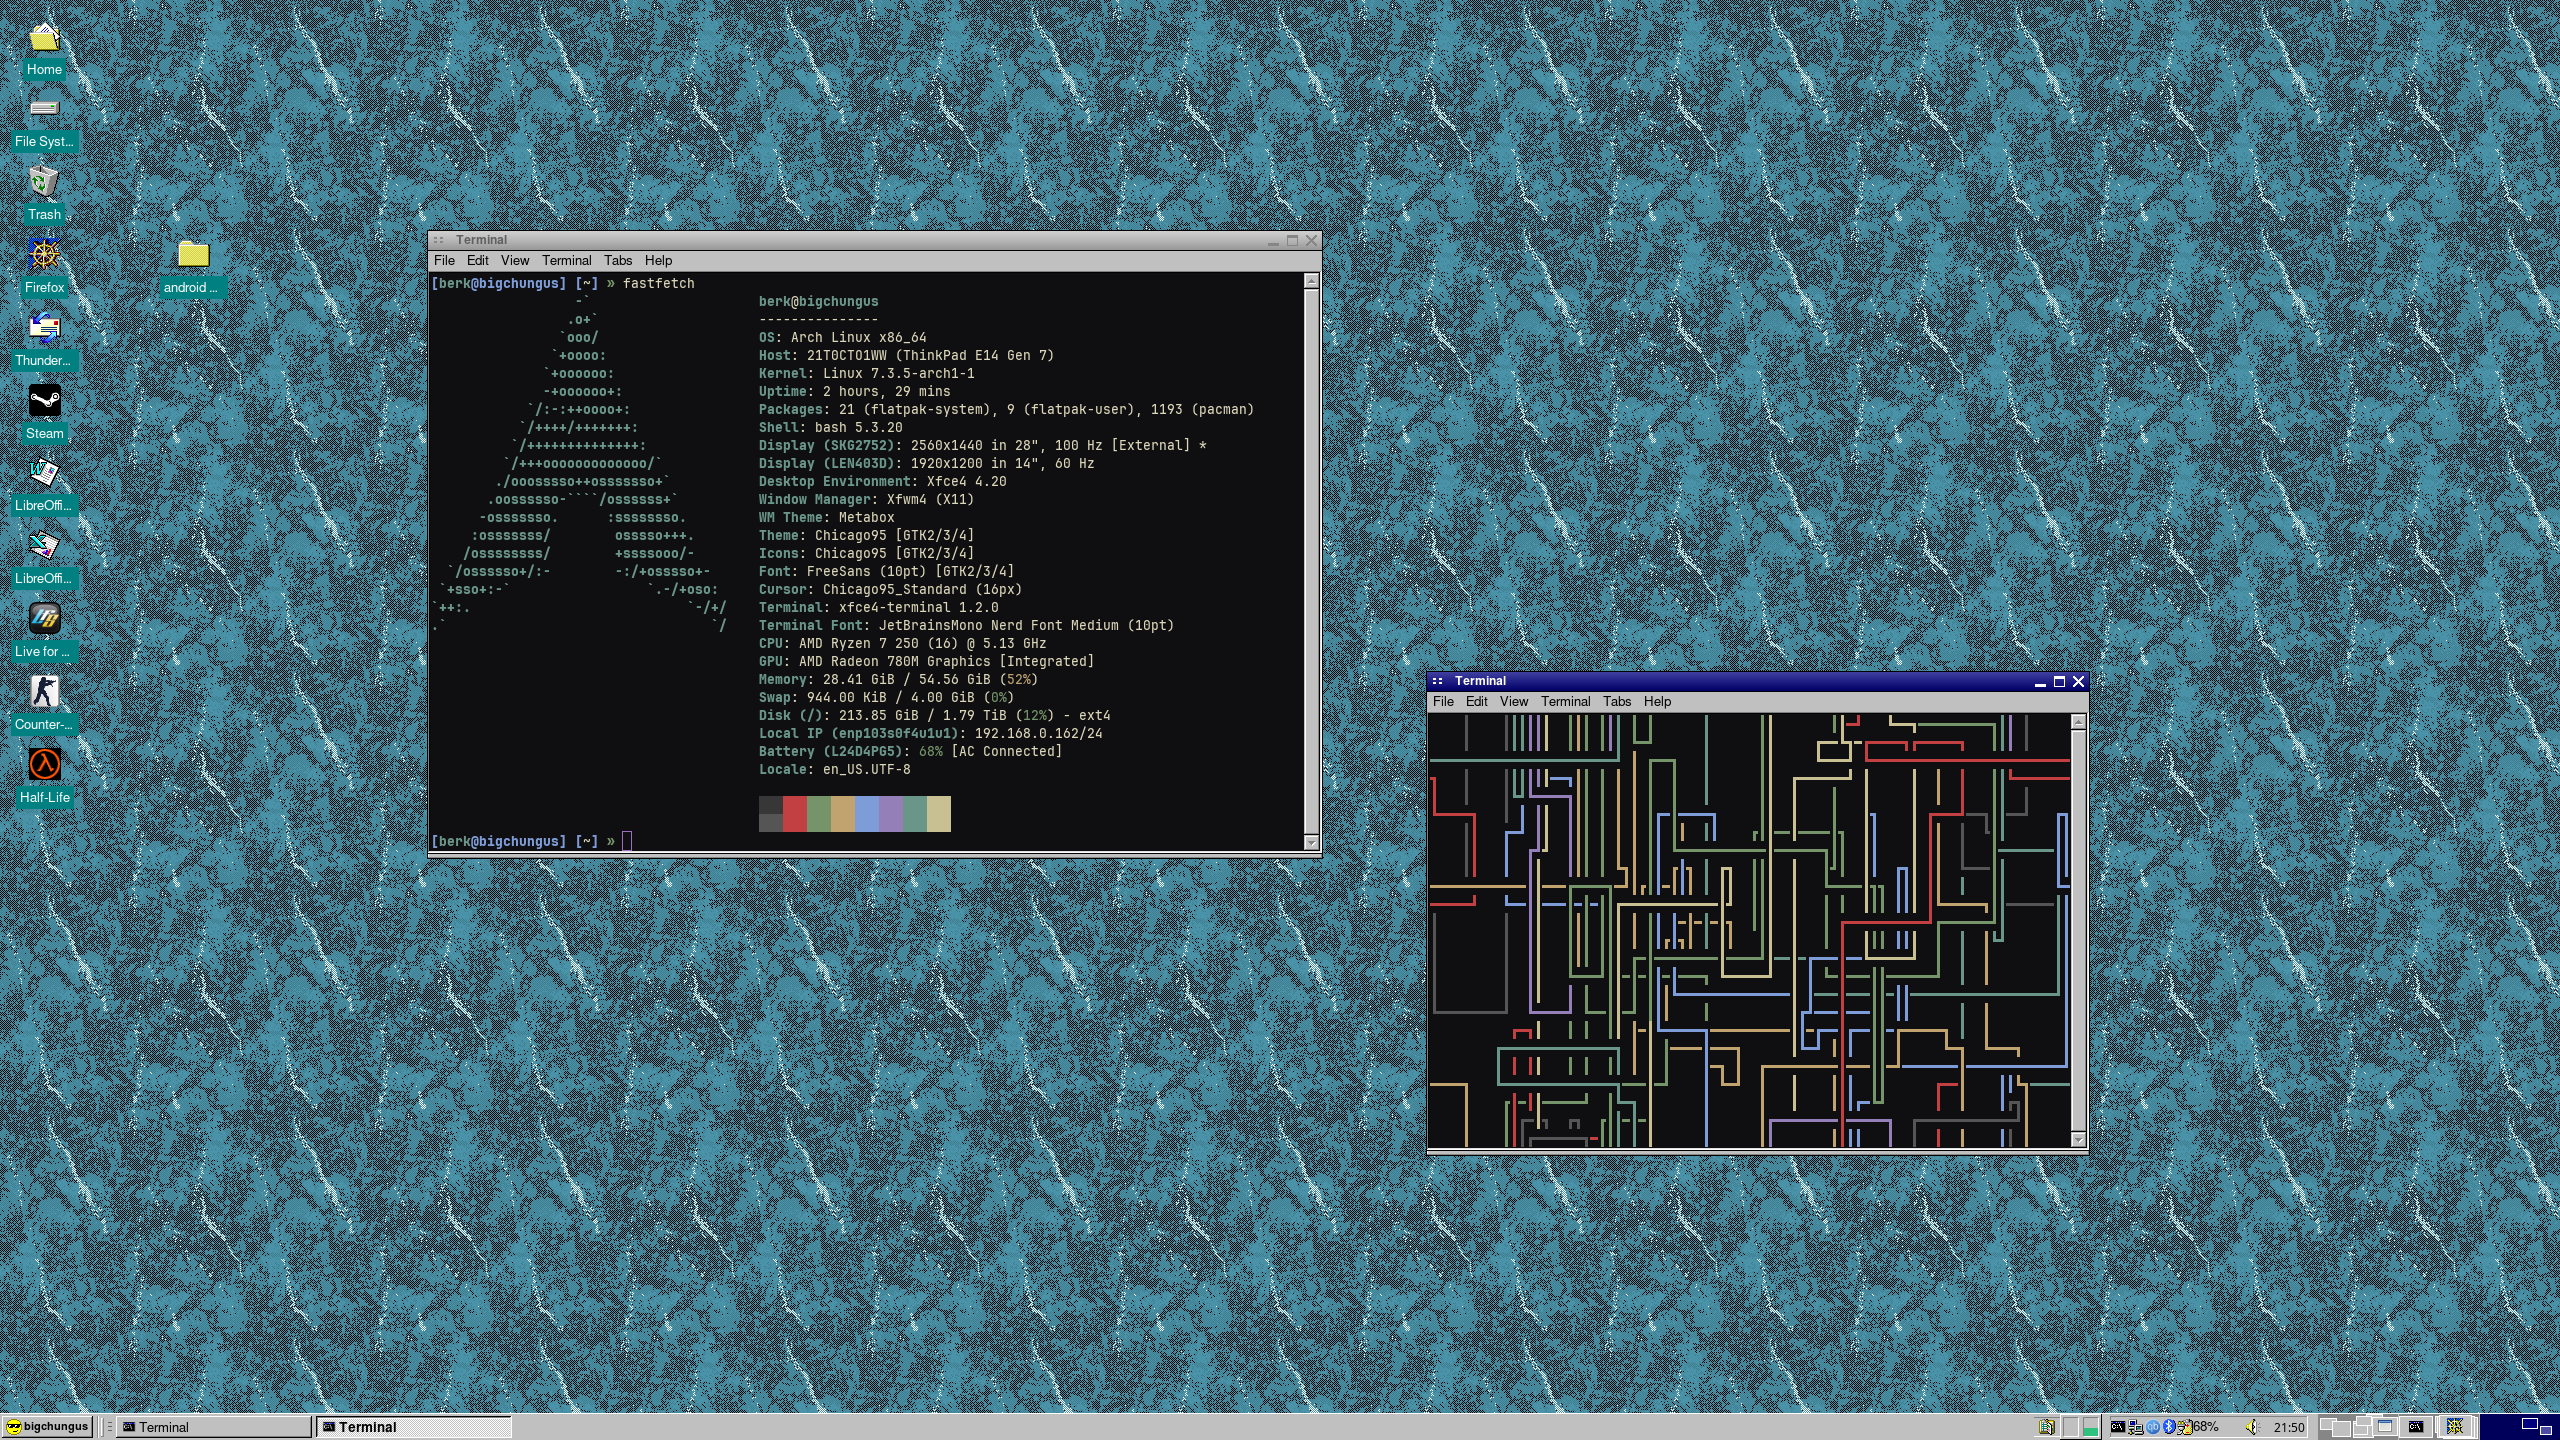 Home
File Syst...
Trash
Firefox
android ...
Thunder...
Steam
LibreOffi...
LibreOffi...
Live for ...
Counter-...
Half-Life
Terminal
File Edit View Terminal Tabs Help
[berk@bigchungus] [~] » fastfetch
berk@bigchungus
---------------
OS: Arch Linux x86_64
Host: 21T0CTO1WW (ThinkPad E14 Gen 7)
Kernel: Linux 7.3.5-arch1-1
Uptime: 2 hours, 29 mins
Packages: 21 (flatpak-system), 9 (flatpak-user), 1193 (pacman)
Shell: bash 5.3.20
Display (SKG2752): 2560x1440 in 28", 100 Hz [External] *
Display (LEN403D): 1920x1200 in 14", 60 Hz
Desktop Environment: Xfce4 4.20
Window Manager: Xfwm4 (X11)
WM Theme: Metabox
Theme: Chicago95 [GTK2/3/4]
Icons: Chicago95 [GTK2/3/4]
Font: FreeSans (10pt) [GTK2/3/4]
Cursor: Chicago95_Standard (16px)
Terminal: xfce4-terminal 1.2.0
Terminal Font: JetBrainsMono Nerd Font Medium (10pt)
CPU: AMD Ryzen 7 250 (16) @ 5.13 GHz
GPU: AMD Radeon 780M Graphics [Integrated]
Memory: 28.41 GiB / 54.56 GiB (52%)
Swap: 944.00 KiB / 4.00 GiB (0%)
Disk (/): 213.85 GiB / 1.79 TiB (12%) - ext4
Local IP (enp103s0f4u1u1): 192.168.0.162/24
Battery (L24D4PG5): 68% [AC Connected]
Locale: en_US.UTF-8
[berk@bigchungus] [~] »
Terminal
File Edit View Terminal Tabs Help
bigchungus
Terminal
Terminal
68%
21:50